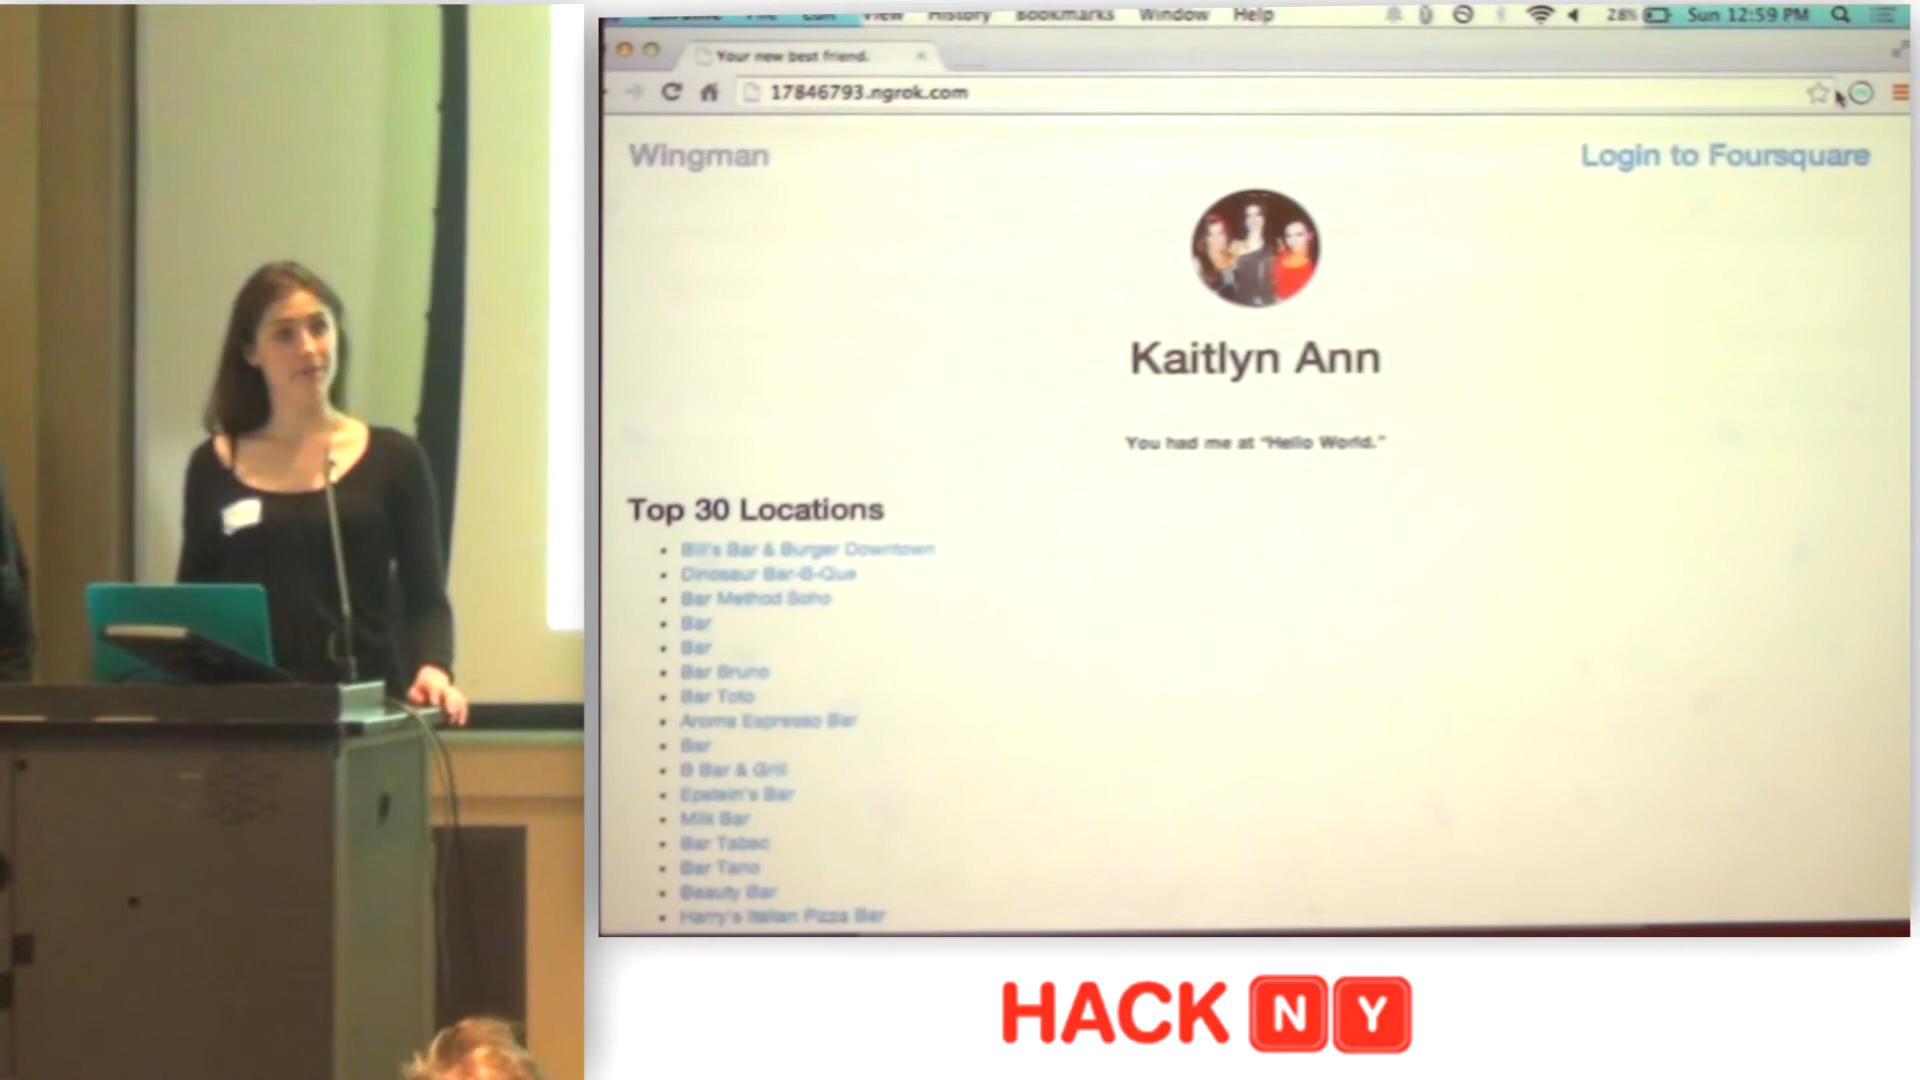 View History Bookmarks Window Help 28% Sun 12:59 PM
Your new best friend.
17846793.ngrok.com
Wingman
Login to Foursquare
Kaitlyn Ann
You had me at "Hello World."
Top 30 Locations
Bill's Bar & Burger Downtown
Dinosaur Bar-B-Que
Bar Method Soho
Bar
Bar
Bar Bruno
Bar Toto
Aroma Espresso Bar
Bar
B Bar & Grill
Epstein's Bar
Milk Bar
Bar Tabac
Bar Tano
Beauty Bar
Harry's Italian Pizza Bar
HACK NY